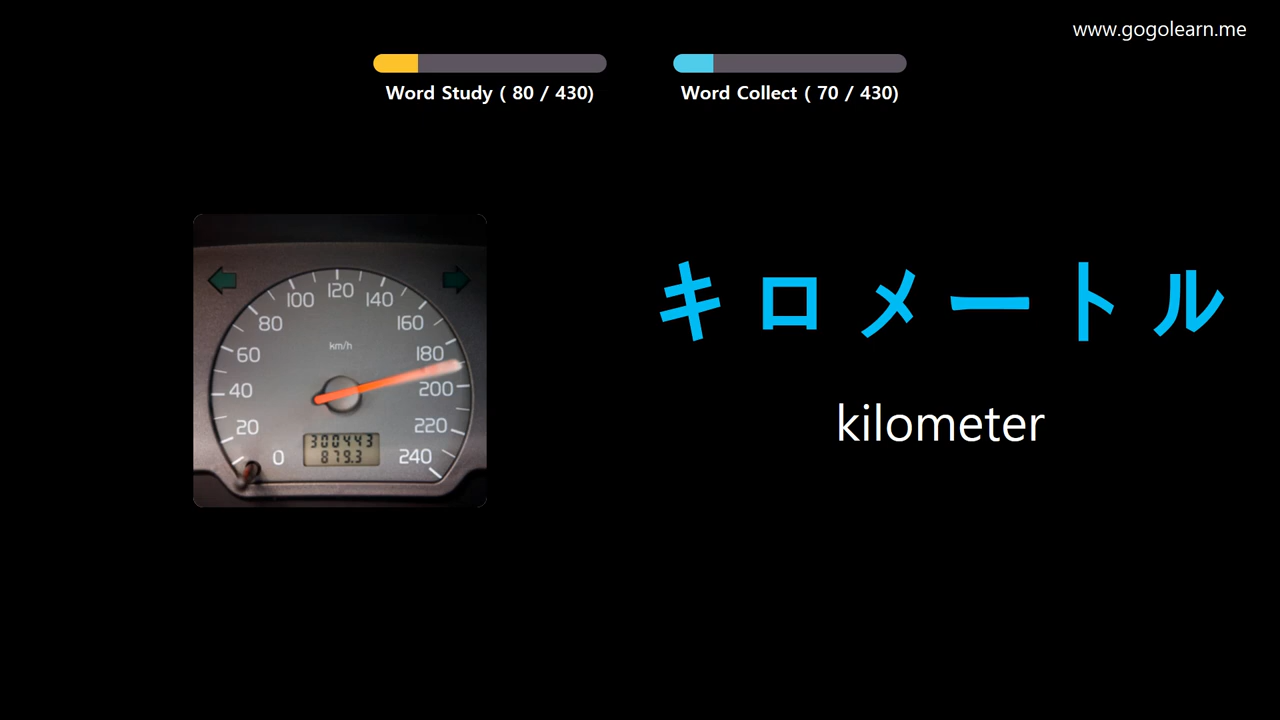 www.gogolearn.me
Word Study ( 80 / 430)
Word Collect ( 70 / 430)
キロメートル
kilometer
0
20
40
60
80
100
120
140
160
180
200
220
240
km/h
300443
879.3